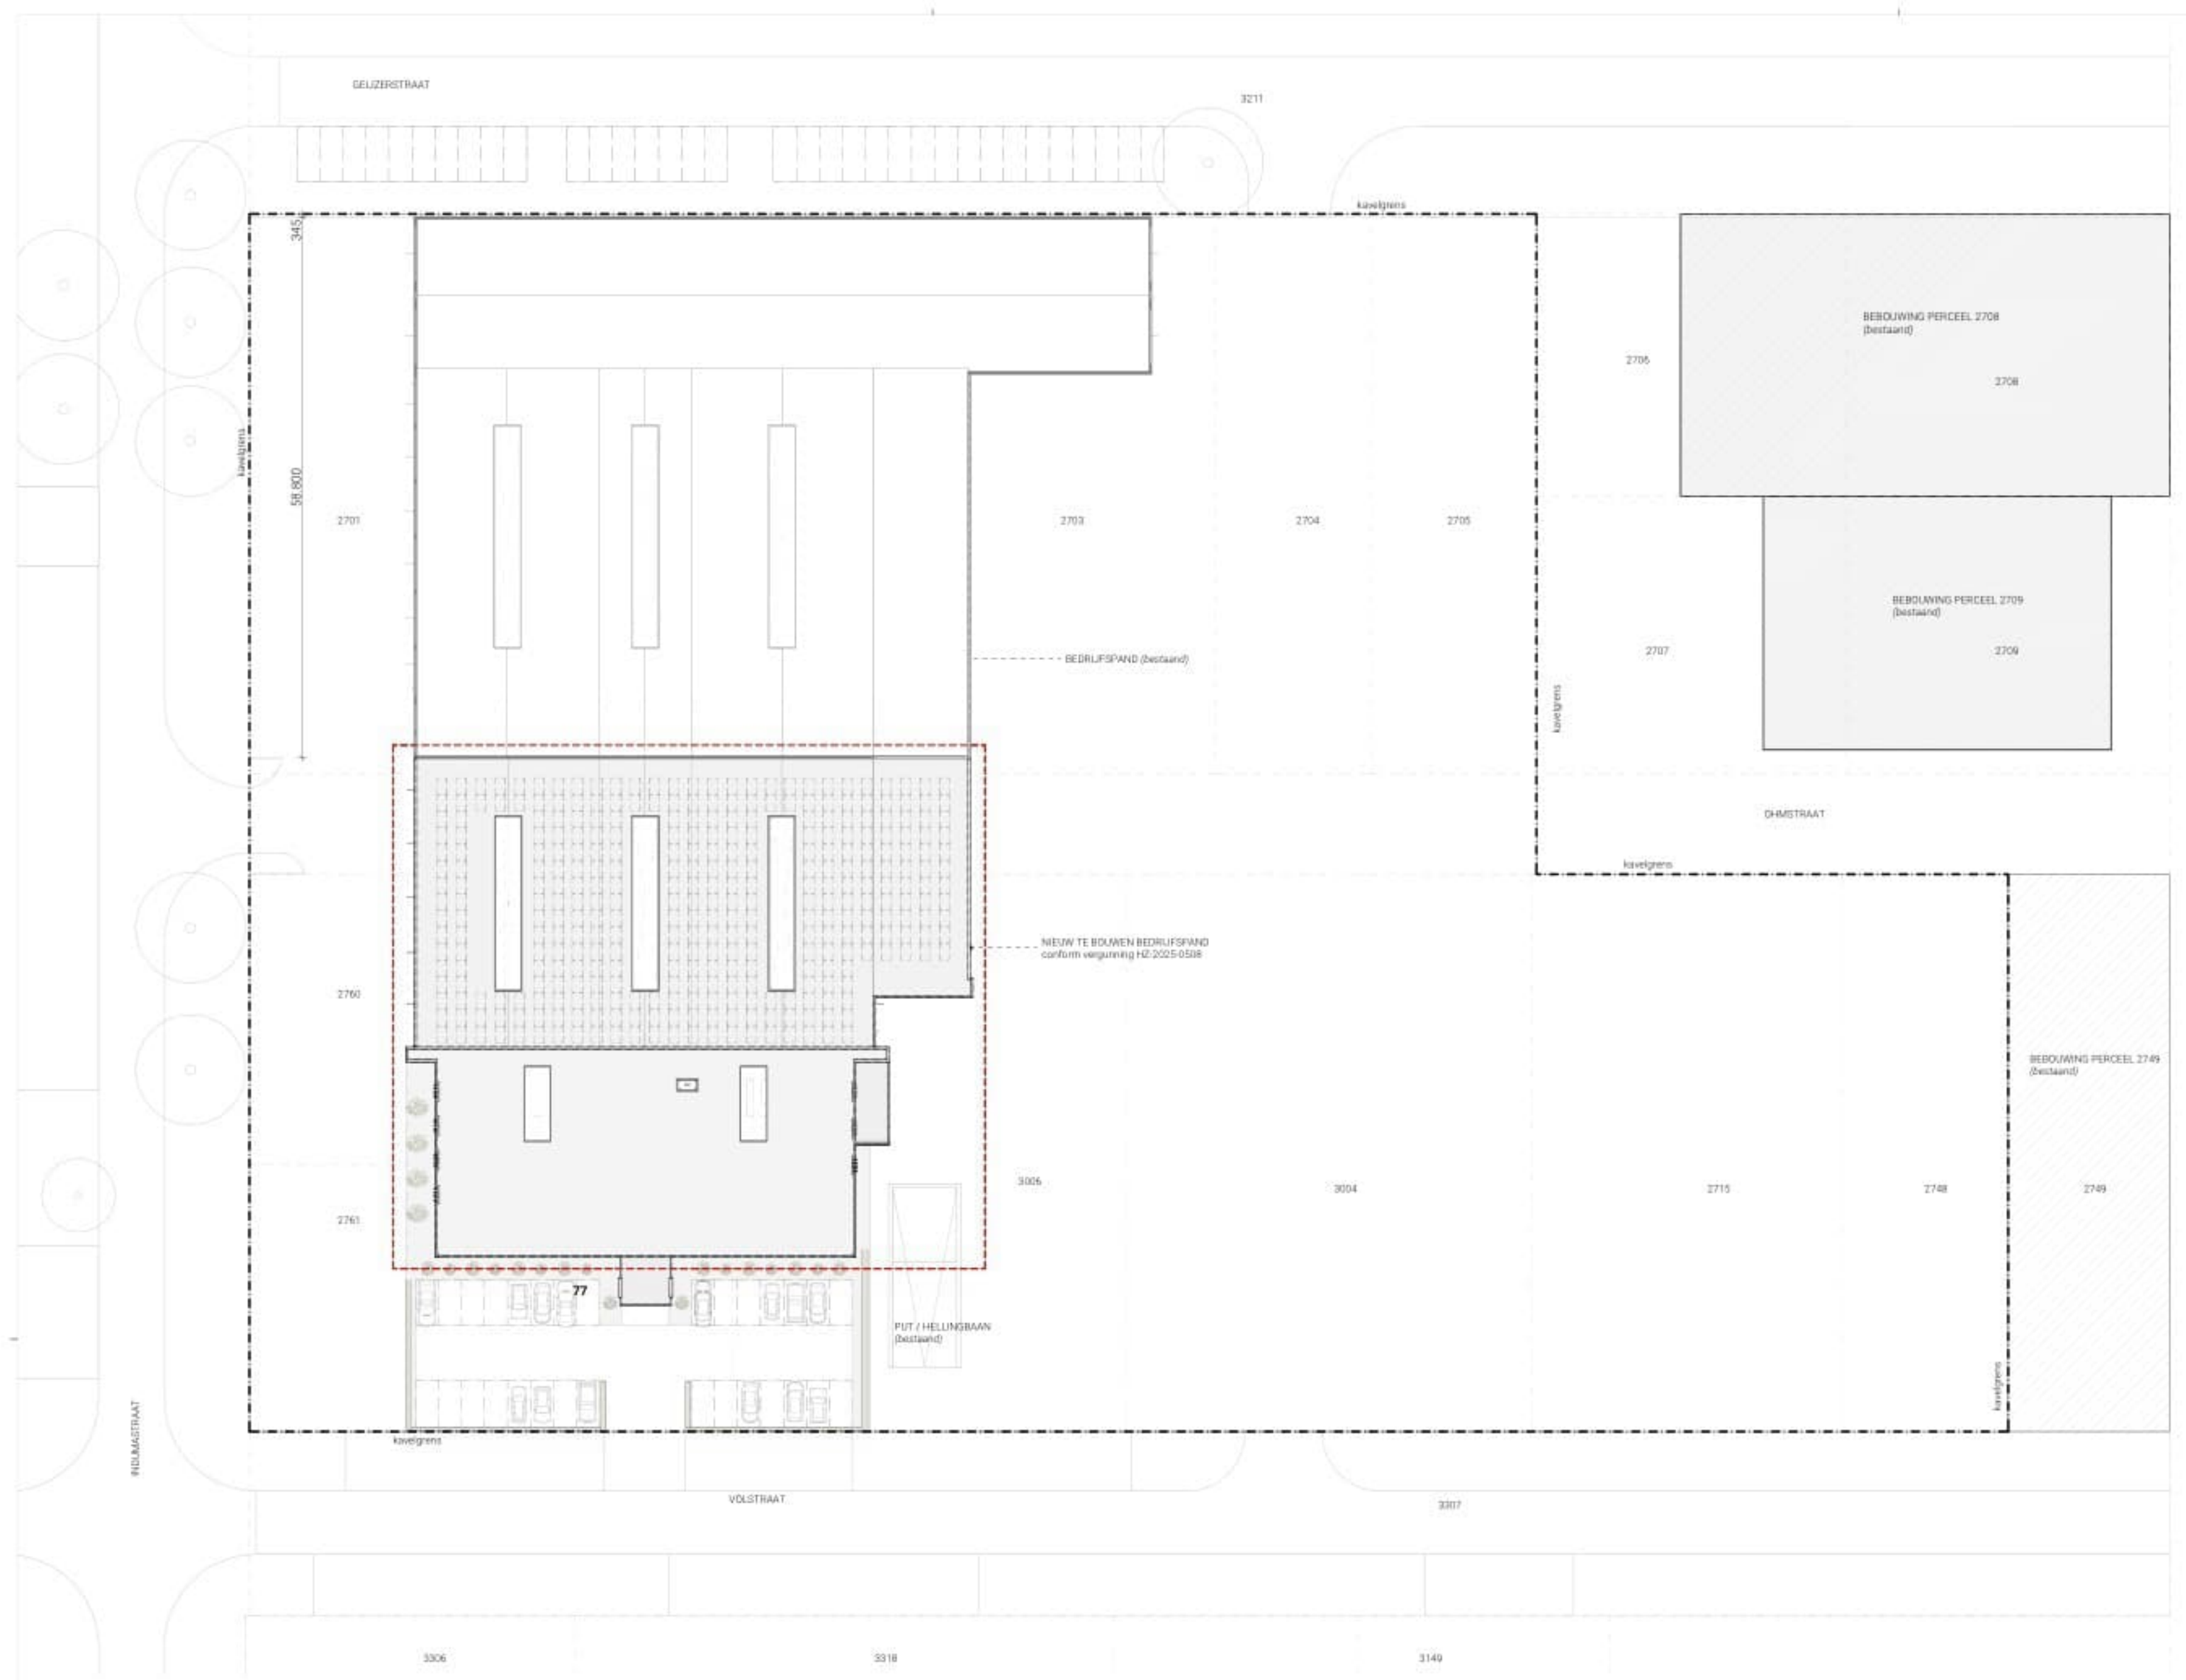 GEIJZERSTRAAT
3211
kavelgrens
345
kavelgrens
58.800
2701
2703
2704
2705
2706
BEBOUWING PERCEEL 2708
(bestaand)
2708
BEBOUWING PERCEEL 2709
(bestaand)
2707
2709
BEDRIJFSPAND (bestaand)
kavelgrens
OHMSTRAAT
kavelgrens
NIEUW TE BOUWEN BEDRIJFSPAND
conform vergunning HZ-2025-0508
2760
BEBOUWING PERCEEL 2749
(bestaand)
3006
3004
2715
2748
2749
2761
77
PUT / HELLINGBAAN
(bestaand)
kavelgrens
kavelgrens
INDUMASTRAAT
VOLSTRAAT
3307
3306
3318
3149